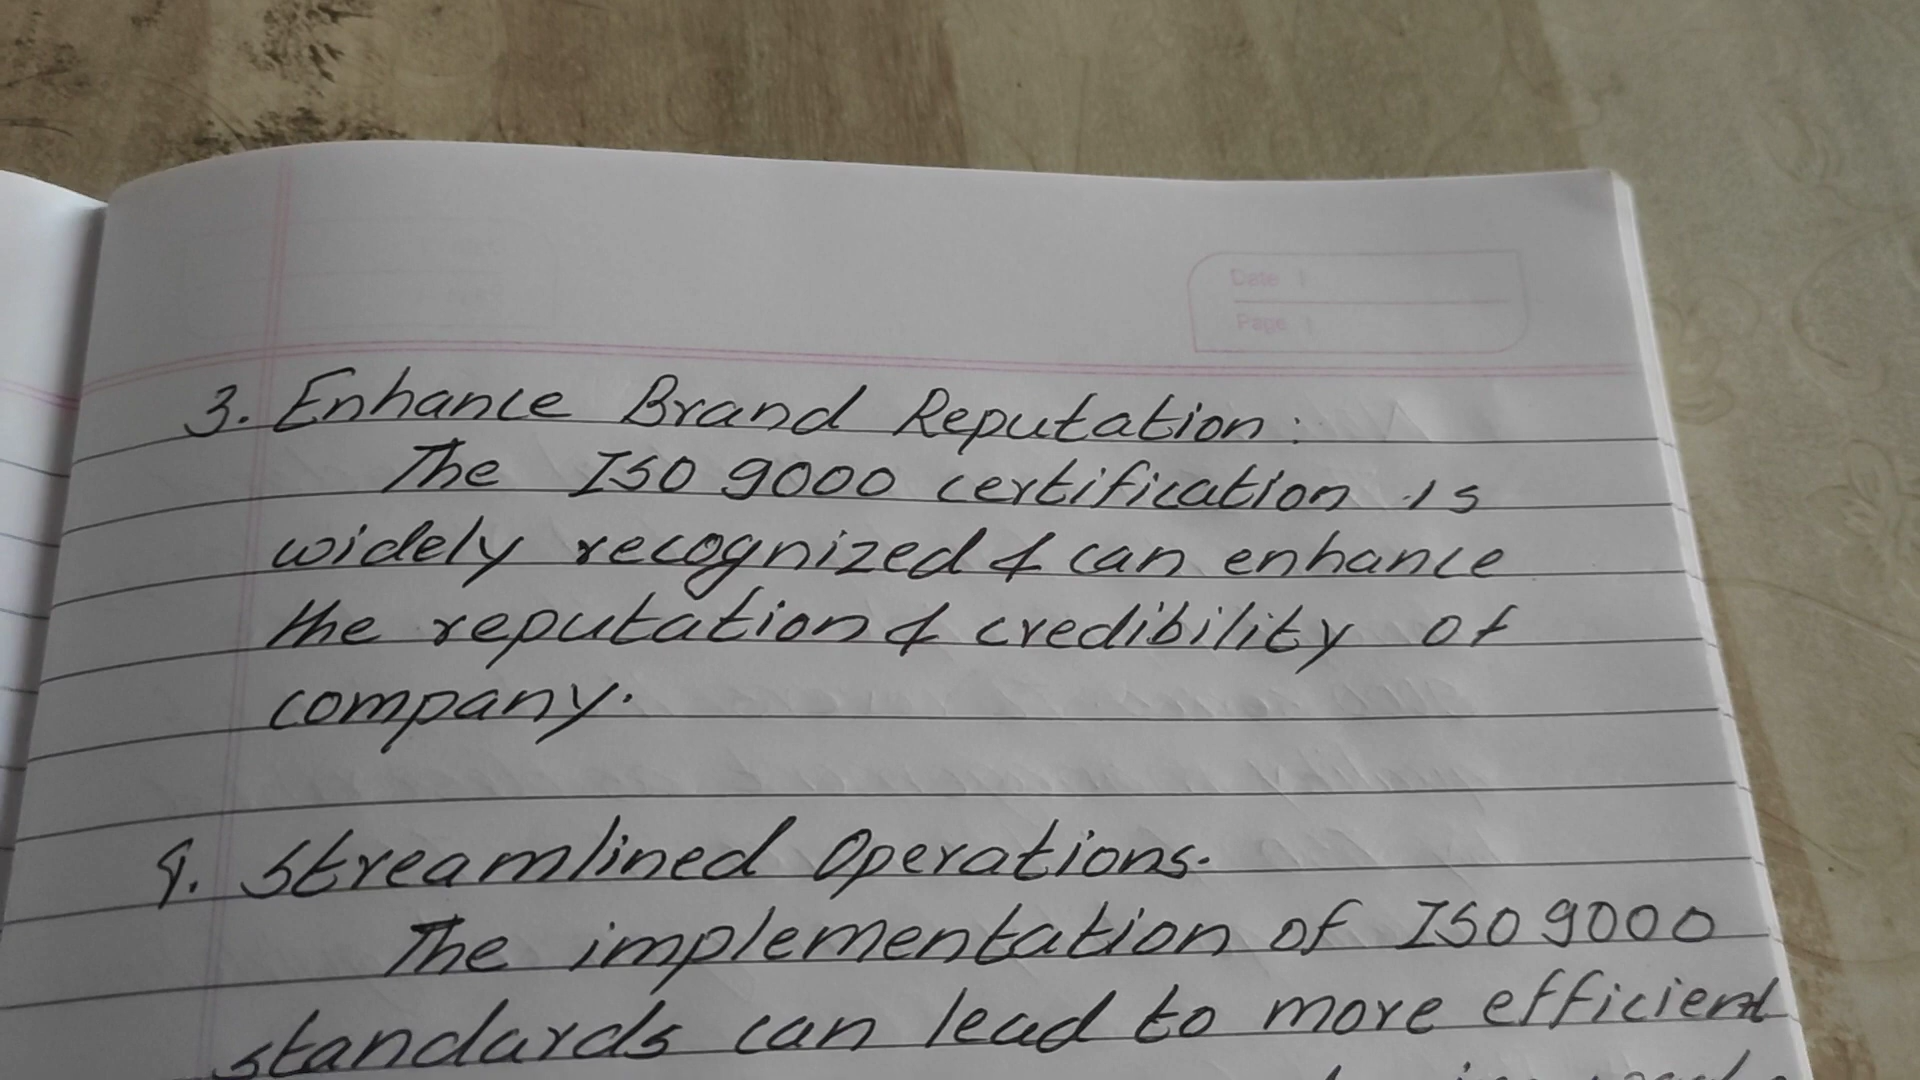 Date :
Page :
3. Enhance Brand Reputation :
The ISO 9000 certification is
widely recognized & can enhance
the reputation & credibility of
company.
4. Streamlined Operations.
The implementation of ISO 9000
standards can lead to more efficient